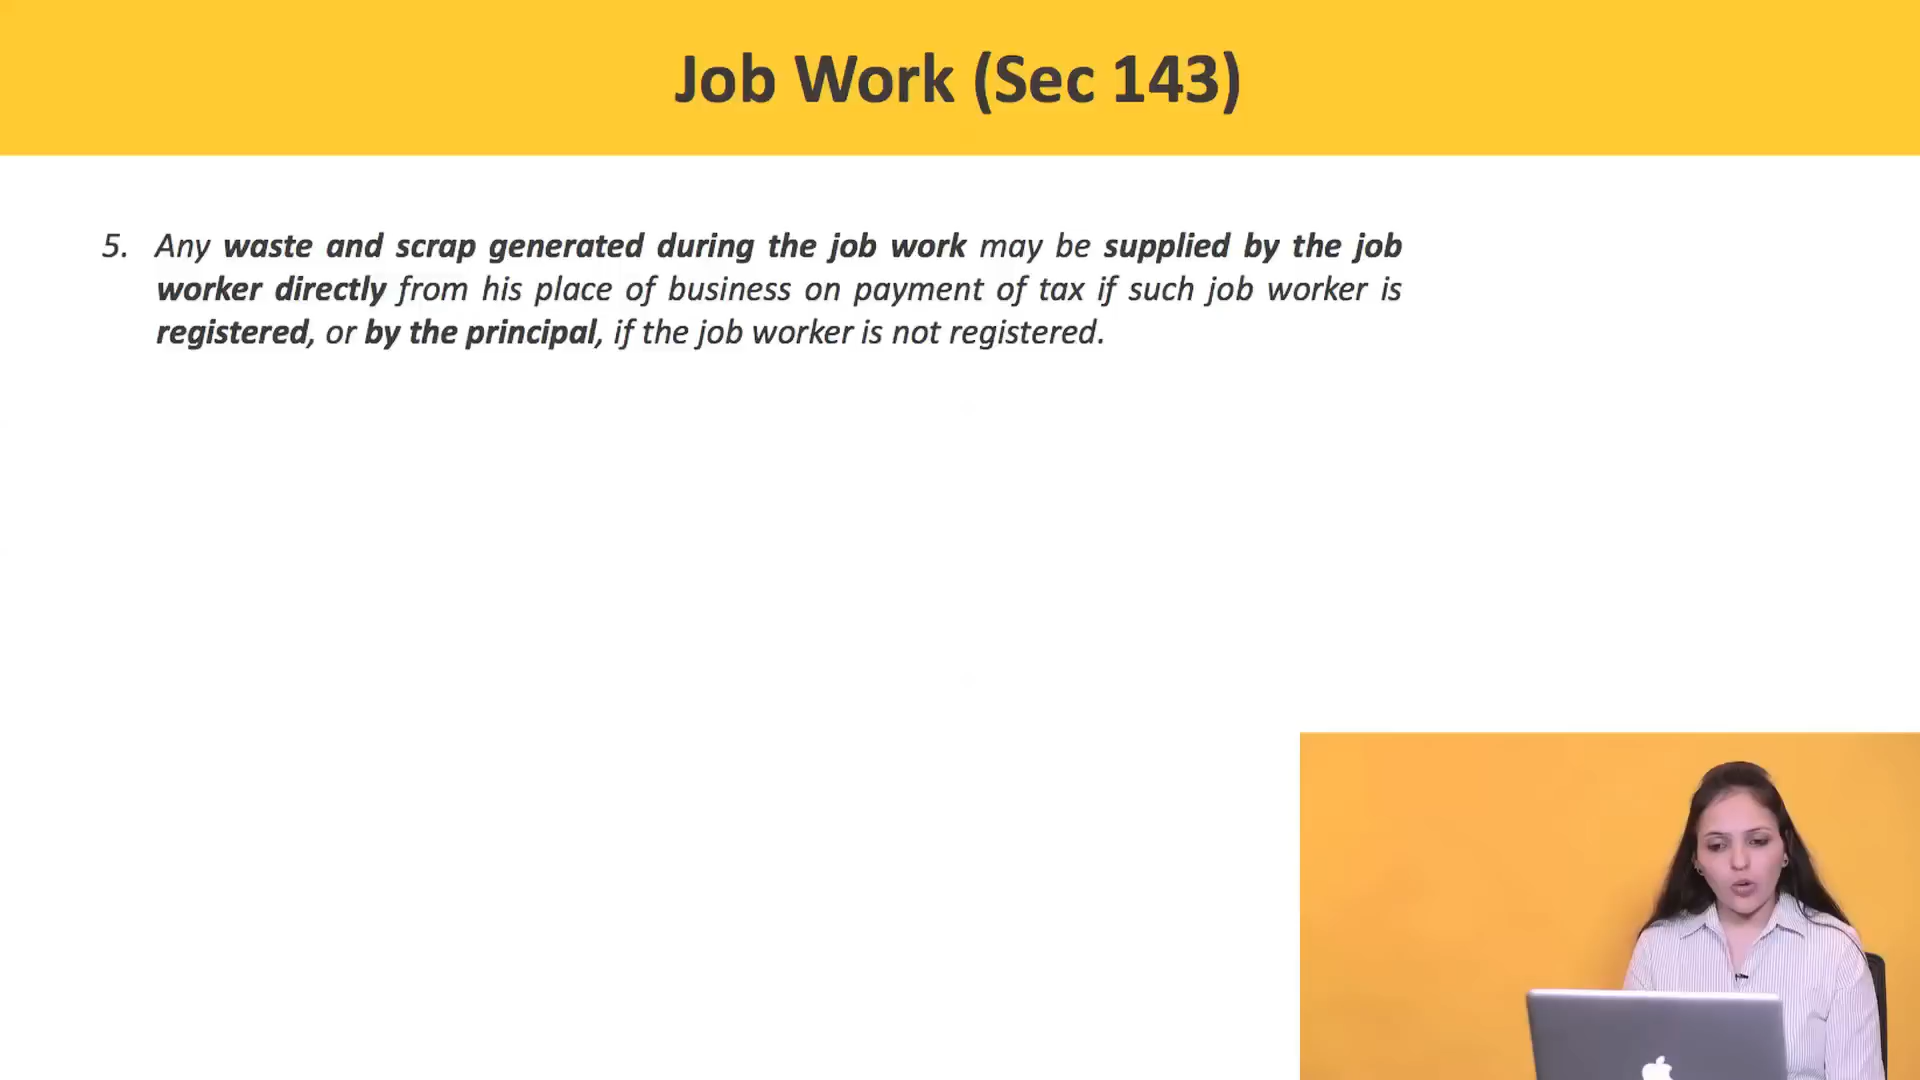 Job Work (Sec 143)
5. Any waste and scrap generated during the job work may be supplied by the job
worker directly from his place of business on payment of tax if such job worker is
registered, or by the principal, if the job worker is not registered.